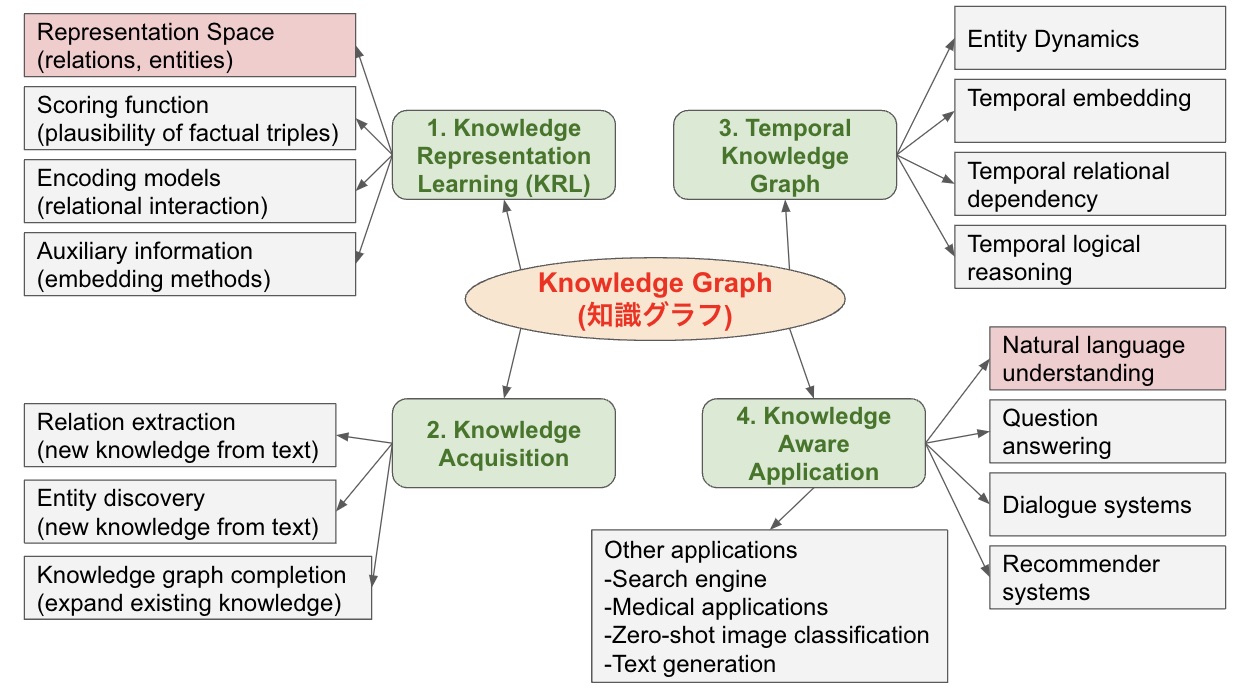 Knowledge Graph
(知識グラフ)
1. Knowledge
Representation
Learning (KRL)
Representation Space
(relations, entities)
Scoring function
(plausibility of factual triples)
Encoding models
(relational interaction)
Auxiliary information
(embedding methods)
2. Knowledge
Acquisition
Relation extraction
(new knowledge from text)
Entity discovery
(new knowledge from text)
Knowledge graph completion
(expand existing knowledge)
3. Temporal
Knowledge
Graph
Entity Dynamics
Temporal embedding
Temporal relational
dependency
Temporal logical
reasoning
4. Knowledge
Aware
Application
Natural language
understanding
Question
answering
Dialogue systems
Recommender
systems
Other applications
-Search engine
-Medical applications
-Zero-shot image classification
-Text generation